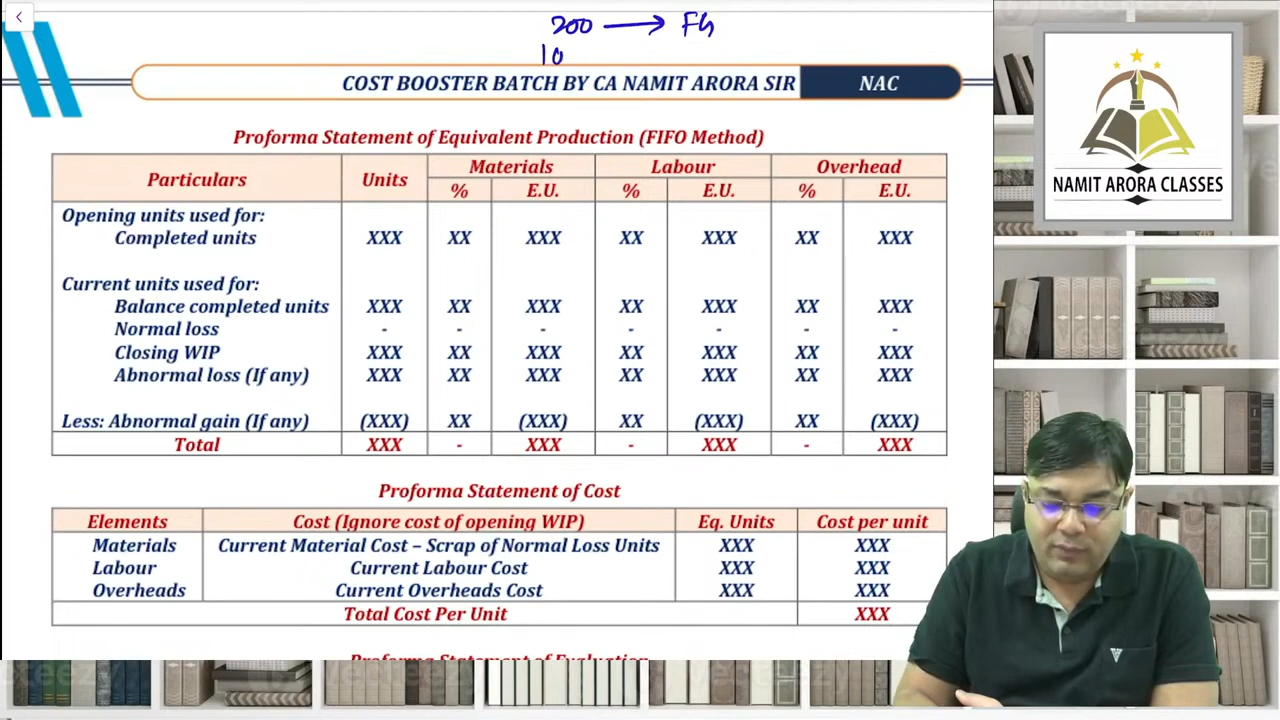 200 → FG
10
COST BOOSTER BATCH BY CA NAMIT ARORA SIR NAC
Proforma Statement of Equivalent Production (FIFO Method)
Particulars Units Materials Labour Overhead
% E.U. % E.U. % E.U.
Opening units used for:
Completed units XXX XX XXX XX XXX XX XXX
Current units used for:
Balance completed units XXX XX XXX XX XXX XX XXX
Normal loss - - - - - - -
Closing WIP XXX XX XXX XX XXX XX XXX
Abnormal loss (If any) XXX XX XXX XX XXX XX XXX
Less: Abnormal gain (If any) (XXX) XX (XXX) XX (XXX) XX (XXX)
Total XXX - XXX - XXX - XXX
Proforma Statement of Cost
Elements Cost (Ignore cost of opening WIP) Eq. Units Cost per unit
Materials Current Material Cost – Scrap of Normal Loss Units XXX XXX
Labour Current Labour Cost XXX XXX
Overheads Current Overheads Cost XXX XXX
Total Cost Per Unit XXX
Proforma Statement of Evaluation
NAMIT ARORA CLASSES